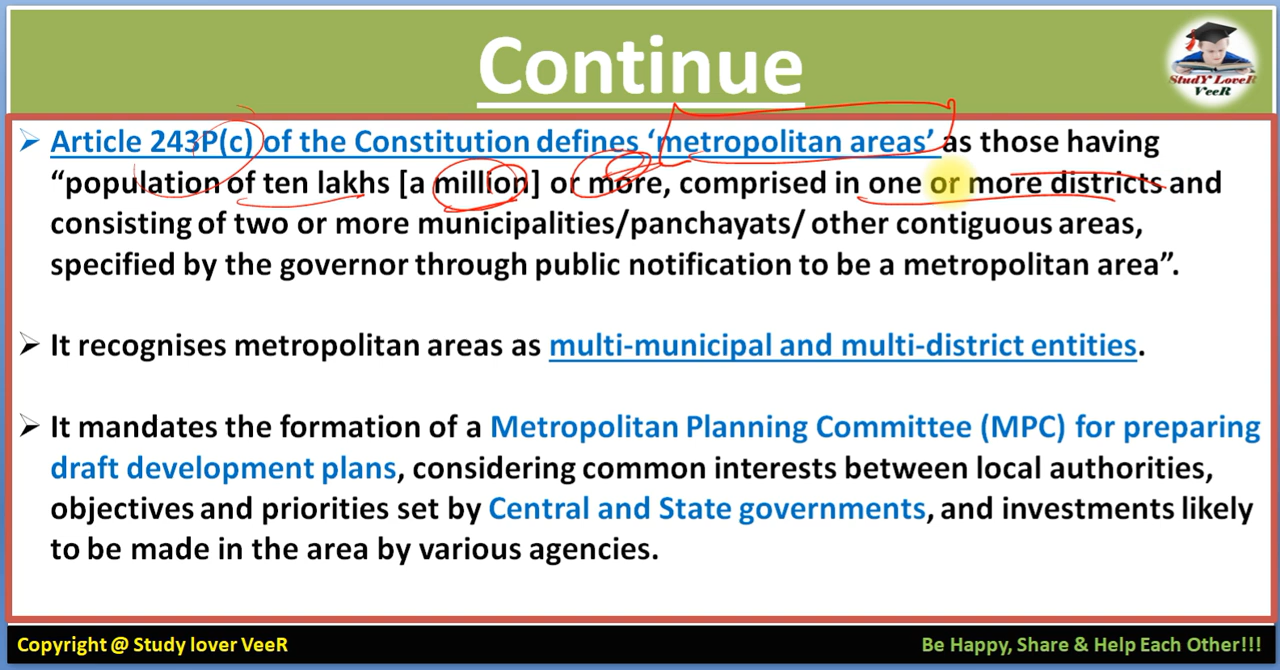 Continue
StudY LoveR
VeeR
➢ Article 243P(c) of the Constitution defines ‘metropolitan areas’ as those having
“population of ten lakhs [a million] or more, comprised in one or more districts and
consisting of two or more municipalities/panchayats/ other contiguous areas,
specified by the governor through public notification to be a metropolitan area”.
➢ It recognises metropolitan areas as multi-municipal and multi-district entities.
➢ It mandates the formation of a Metropolitan Planning Committee (MPC) for preparing
draft development plans, considering common interests between local authorities,
objectives and priorities set by Central and State governments, and investments likely
to be made in the area by various agencies.
Copyright @ Study lover VeeR
Be Happy, Share & Help Each Other!!!